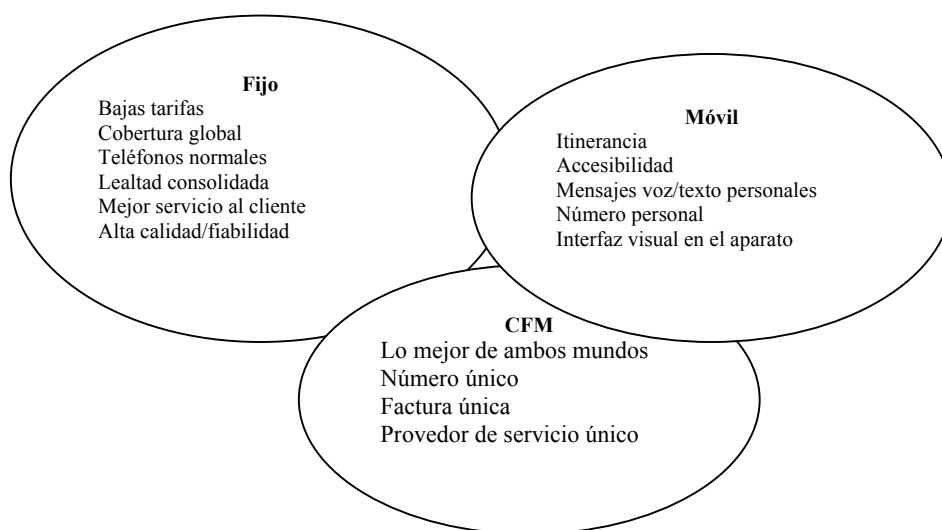 Fijo
Bajas tarifas
Cobertura global
Teléfonos normales
Lealtad consolidada
Mejor servicio al cliente
Alta calidad/fiabilidad
Móvil
Itinerancia
Accesibilidad
Mensajes voz/texto personales
Número personal
Interfaz visual en el aparato
CFM
Lo mejor de ambos mundos
Número único
Factura única
Provedor de servicio único